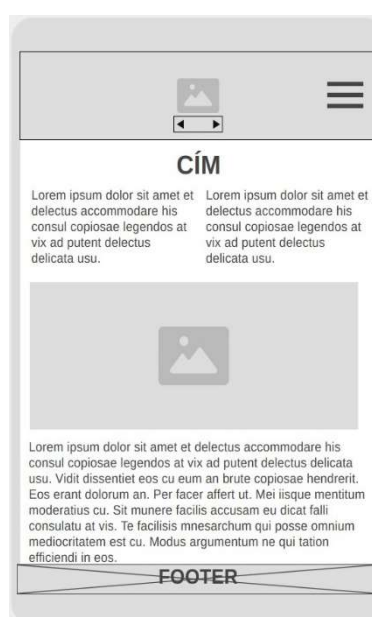 CÍM
Lorem ipsum dolor sit amet et
delectus accommodare his
consul copiosae legendos at
vix ad putent delectus
delicata usu.
Lorem ipsum dolor sit amet et
delectus accommodare his
consul copiosae legendos at
vix ad putent delectus
delicata usu.
Lorem ipsum dolor sit amet et delectus accommodare his
consul copiosae legendos at vix ad putent delectus delicata
usu. Vidit dissentiet eos cu eum an brute copiosae hendrerit.
Eos erant dolorum an. Per facer affert ut. Mei iisque mentitum
moderatius cu. Sit munere facilis accusam eu dicat falli
consulatu at vis. Te facilisis mnesarchum qui posse omnium
mediocritatem est cu. Modus argumentum ne qui tation
efficiendi in eos.
FOOTER